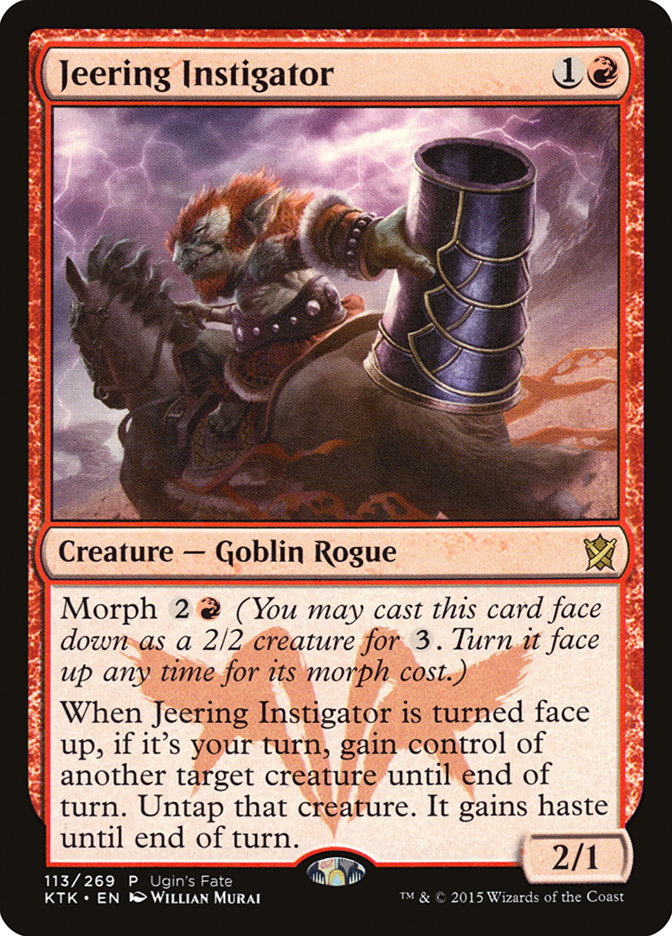 Jeering Instigator 1
Creature — Goblin Rogue
Morph 2 (You may cast this card face
down as a 2/2 creature for 3. Turn it face
up any time for its morph cost.)
When Jeering Instigator is turned face
up, if it's your turn, gain control of
another target creature until end of
turn. Untap that creature. It gains haste
until end of turn.
2/1
113/269 P Ugin's Fate
KTK • EN Willian Murai
™ & © 2015 Wizards of the Coast